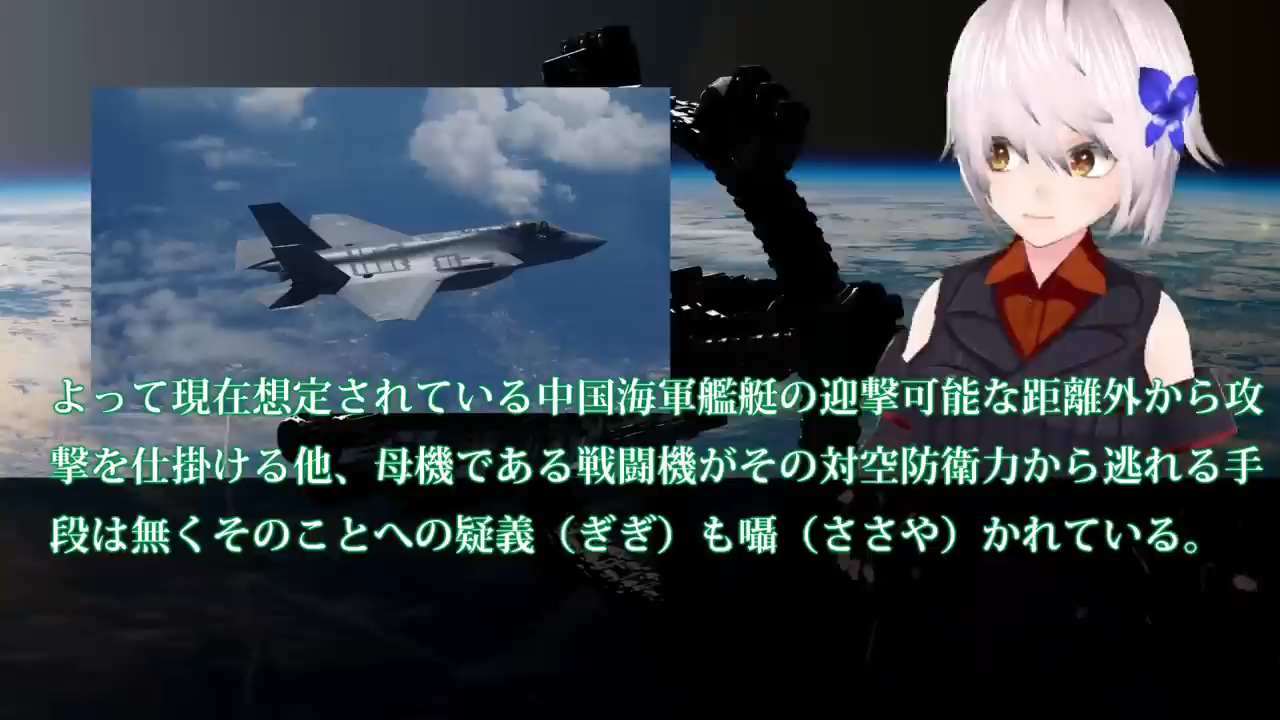 よって現在想定されている中国海軍艦艇の迎撃可能な距離外から攻
撃を仕掛ける他、母機である戦闘機がその対空防衛力から逃れる手
段は無くそのことへの疑義（ぎぎ）も囁（ささや）かれている。